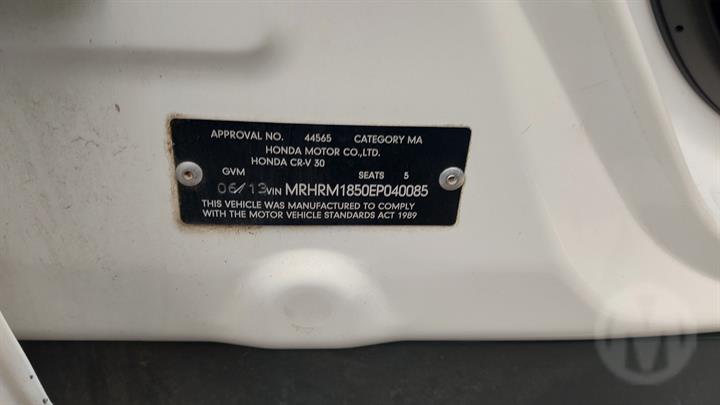 APPROVAL NO. 44565 CATEGORY MA
HONDA MOTOR CO.,LTD.
HONDA CR-V 30
GVM SEATS 5
06/13 VIN MRHRM1850EP040085
THIS VEHICLE WAS MANUFACTURED TO COMPLY
WITH THE MOTOR VEHICLE STANDARDS ACT 1989
M